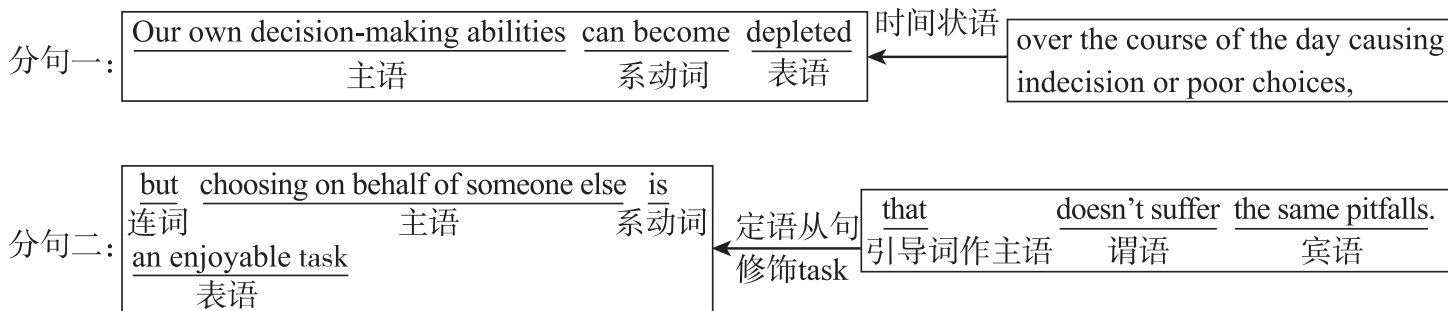 分句一：
Our own decision-making abilities can become depleted
主语 系动词 表语
时间状语
over the course of the day causing
indecision or poor choices,
分句二：
but choosing on behalf of someone else is
连词 主语 系动词
an enjoyable task
表语
定语从句
修饰task
that doesn't suffer the same pitfalls.
引导词作主语 谓语 宾语